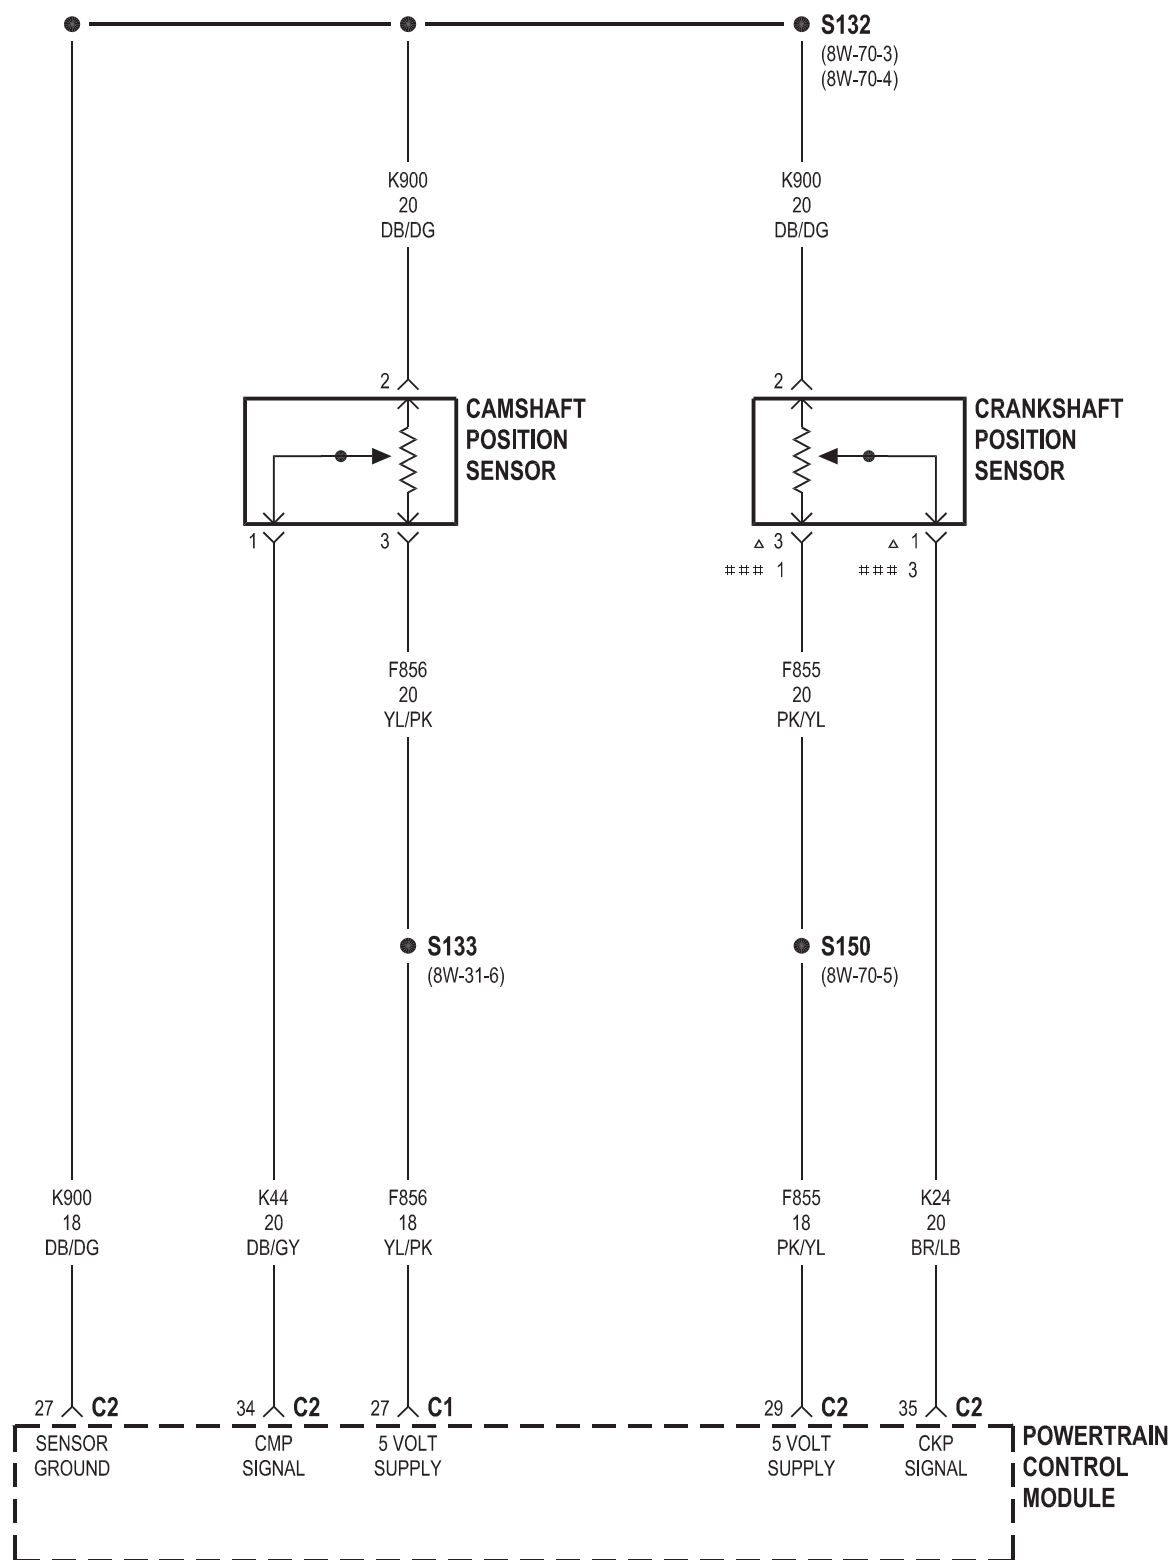 S132
(8W-70-3)
(8W-70-4)
K900
20
DB/DG
K900
20
DB/DG
2
CAMSHAFT
POSITION
SENSOR
1
3
2
CRANKSHAFT
POSITION
SENSOR
△ 3
### 1
△ 1
### 3
F856
20
YL/PK
F855
20
PK/YL
S133
(8W-31-6)
S150
(8W-70-5)
K900
18
DB/DG
K44
20
DB/GY
F856
18
YL/PK
F855
18
PK/YL
K24
20
BR/LB
27 C2
34 C2
27 C1
29 C2
35 C2
SENSOR
GROUND
CMP
SIGNAL
5 VOLT
SUPPLY
5 VOLT
SUPPLY
CKP
SIGNAL
POWERTRAIN
CONTROL
MODULE